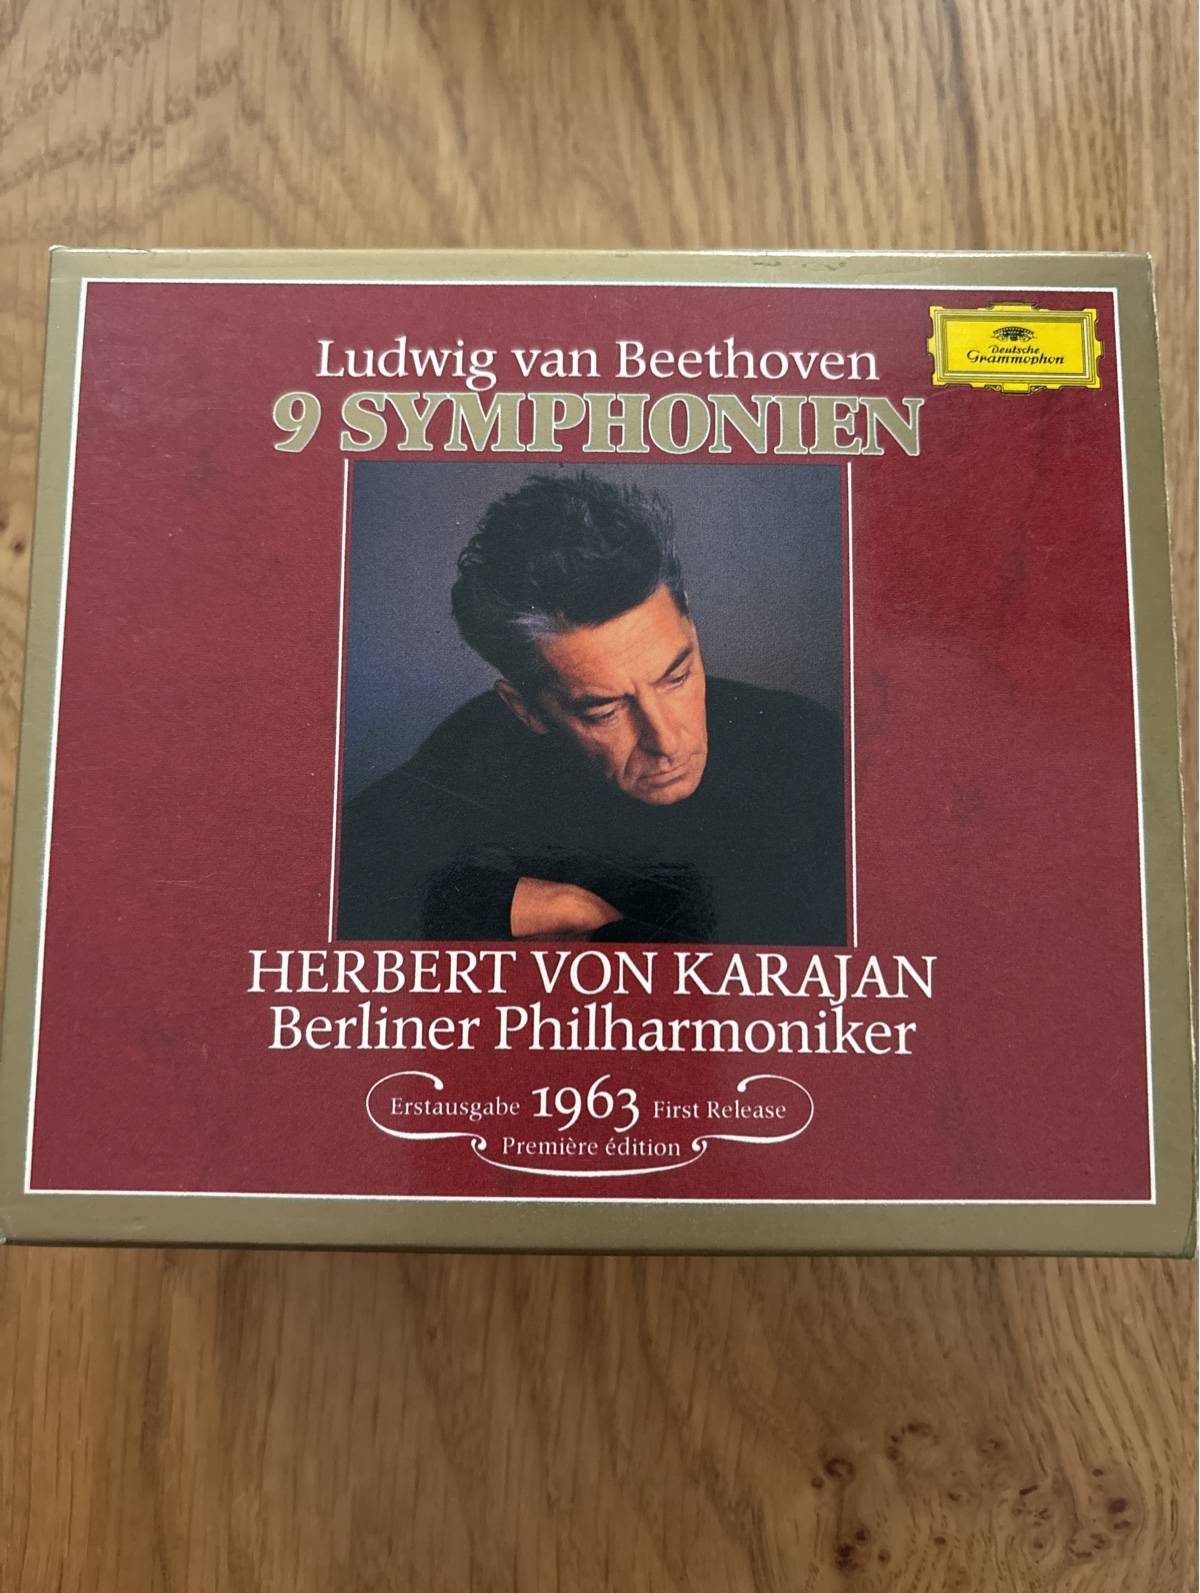 Ludwig van Beethoven
Deutsche
Grammophon
9 SYMPHONIEN
HERBERT VON KARAJAN
Berliner Philharmoniker
Erstausgabe 1963 First Release
Première édition